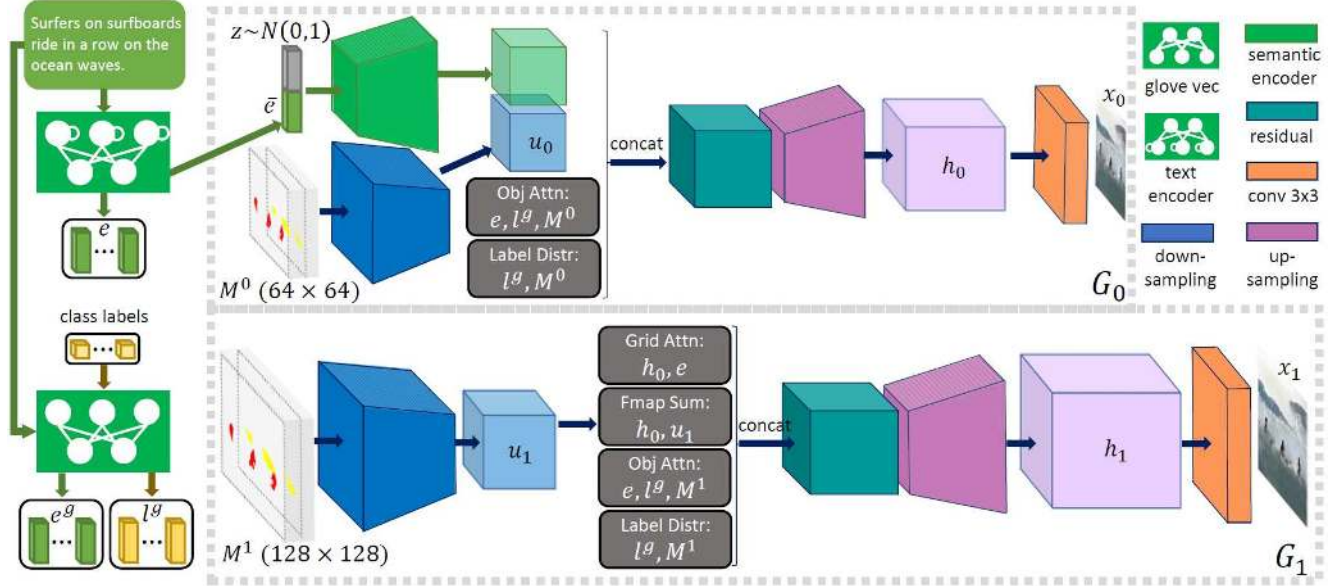 Surfers on surfboards
ride in a row on the
ocean waves.
e
class labels
e^g
l^g
z~N(0,1)
ē
u_0
Obj Attn:
e, l^g, M^0
Label Distr:
l^g, M^0
M^0 (64 × 64)
concat
h_0
x_0
G_0
glove vec
text
encoder
down-
sampling
semantic
encoder
residual
conv 3x3
up-
sampling
M^1 (128 × 128)
u_1
Grid Attn:
h_0, e
Fmap Sum:
h_0, u_1
Obj Attn:
e, l^g, M^1
Label Distr:
l^g, M^1
concat
h_1
x_1
G_1